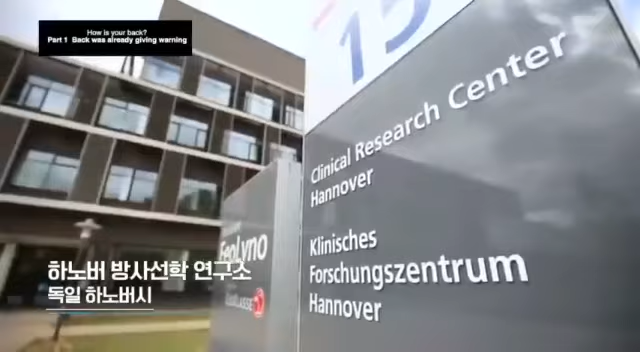 How is your back?
Part 1 Back was already giving warning
15
Clinical Research Center
Hannover
Klinisches
Forschungszentrum
Hannover
하노버 방사선학 연구소
독일 하노버시